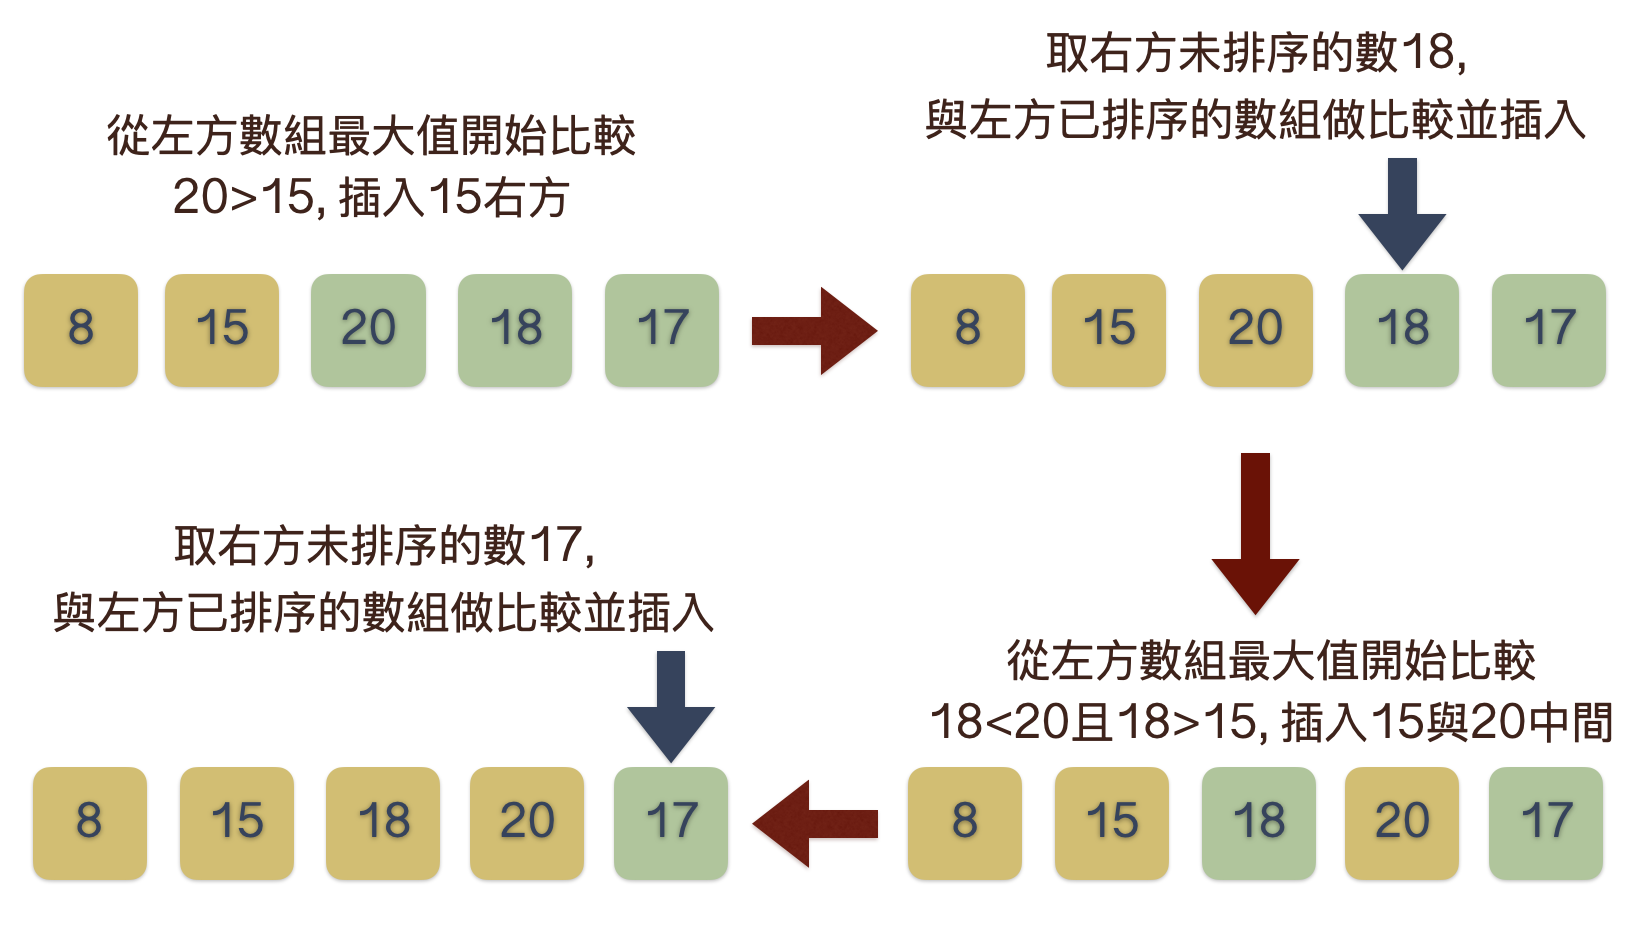 從左方數組最大值開始比較
20>15, 插入15右方
8 15 20 18 17
取右方未排序的數18,
與左方已排序的數組做比較並插入
8 15 20 18 17
從左方數組最大值開始比較
18<20且18>15, 插入15與20中間
8 15 18 20 17
取右方未排序的數17,
與左方已排序的數組做比較並插入
8 15 18 20 17